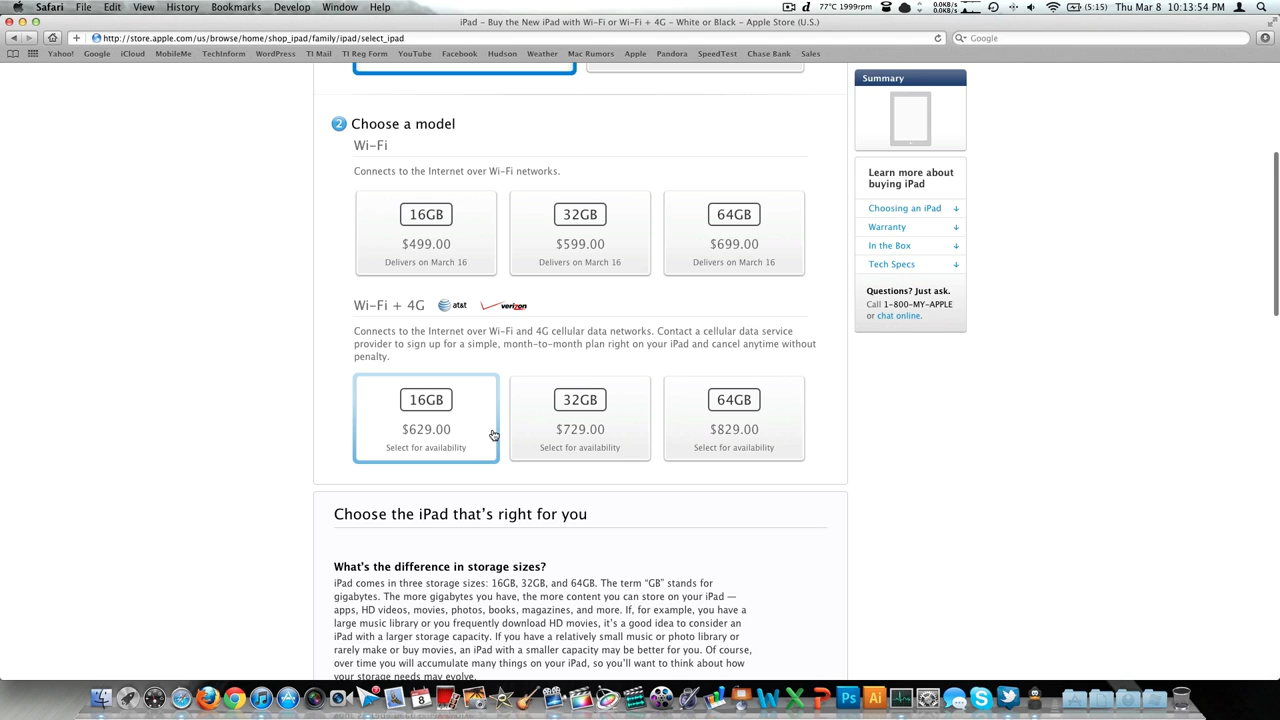 Safari File Edit View History Bookmarks Develop Window Help 77°C 1999rpm 0.0KB/s 0.0KB/s (5:15) Thu Mar 8 10:13:54 PM
iPad – Buy the New iPad with Wi-Fi or Wi-Fi + 4G – White or Black – Apple Store (U.S.)
http://store.apple.com/us/browse/home/shop_ipad/family/ipad/select_ipad Google
Yahoo! Google iCloud MobileMe TechInform WordPress TI Mail TI Reg Form YouTube Facebook Hudson Weather Mac Rumors Apple Pandora SpeedTest Chase Bank Sales
2 Choose a model
Wi-Fi
Connects to the Internet over Wi-Fi networks.
16GB 32GB 64GB
$499.00 $599.00 $699.00
Delivers on March 16 Delivers on March 16 Delivers on March 16
Wi-Fi + 4G at&t verizon
Connects to the Internet over Wi-Fi and 4G cellular data networks. Contact a cellular data service
provider to sign up for a simple, month-to-month plan right on your iPad and cancel anytime without
penalty.
16GB 32GB 64GB
$629.00 $729.00 $829.00
Select for availability Select for availability Select for availability
Choose the iPad that's right for you
What's the difference in storage sizes?
iPad comes in three storage sizes: 16GB, 32GB, and 64GB. The term “GB” stands for
gigabytes. The more gigabytes you have, the more content you can store on your iPad —
apps, HD videos, movies, photos, books, magazines, and more. If, for example, you have a
large music library or you frequently download HD movies, it's a good idea to consider an
iPad with a larger storage capacity. If you have a relatively small music or photo library or
rarely make or buy movies, an iPad with a smaller capacity may be better for you. Of course,
over time you will accumulate many things on your iPad, so you'll want to think about how
your storage needs may evolve.
Summary
Learn more about
buying iPad
Choosing an iPad
Warranty
In the Box
Tech Specs
Questions? Just ask.
Call 1-800-MY-APPLE
or chat online.
8
Ps Ai